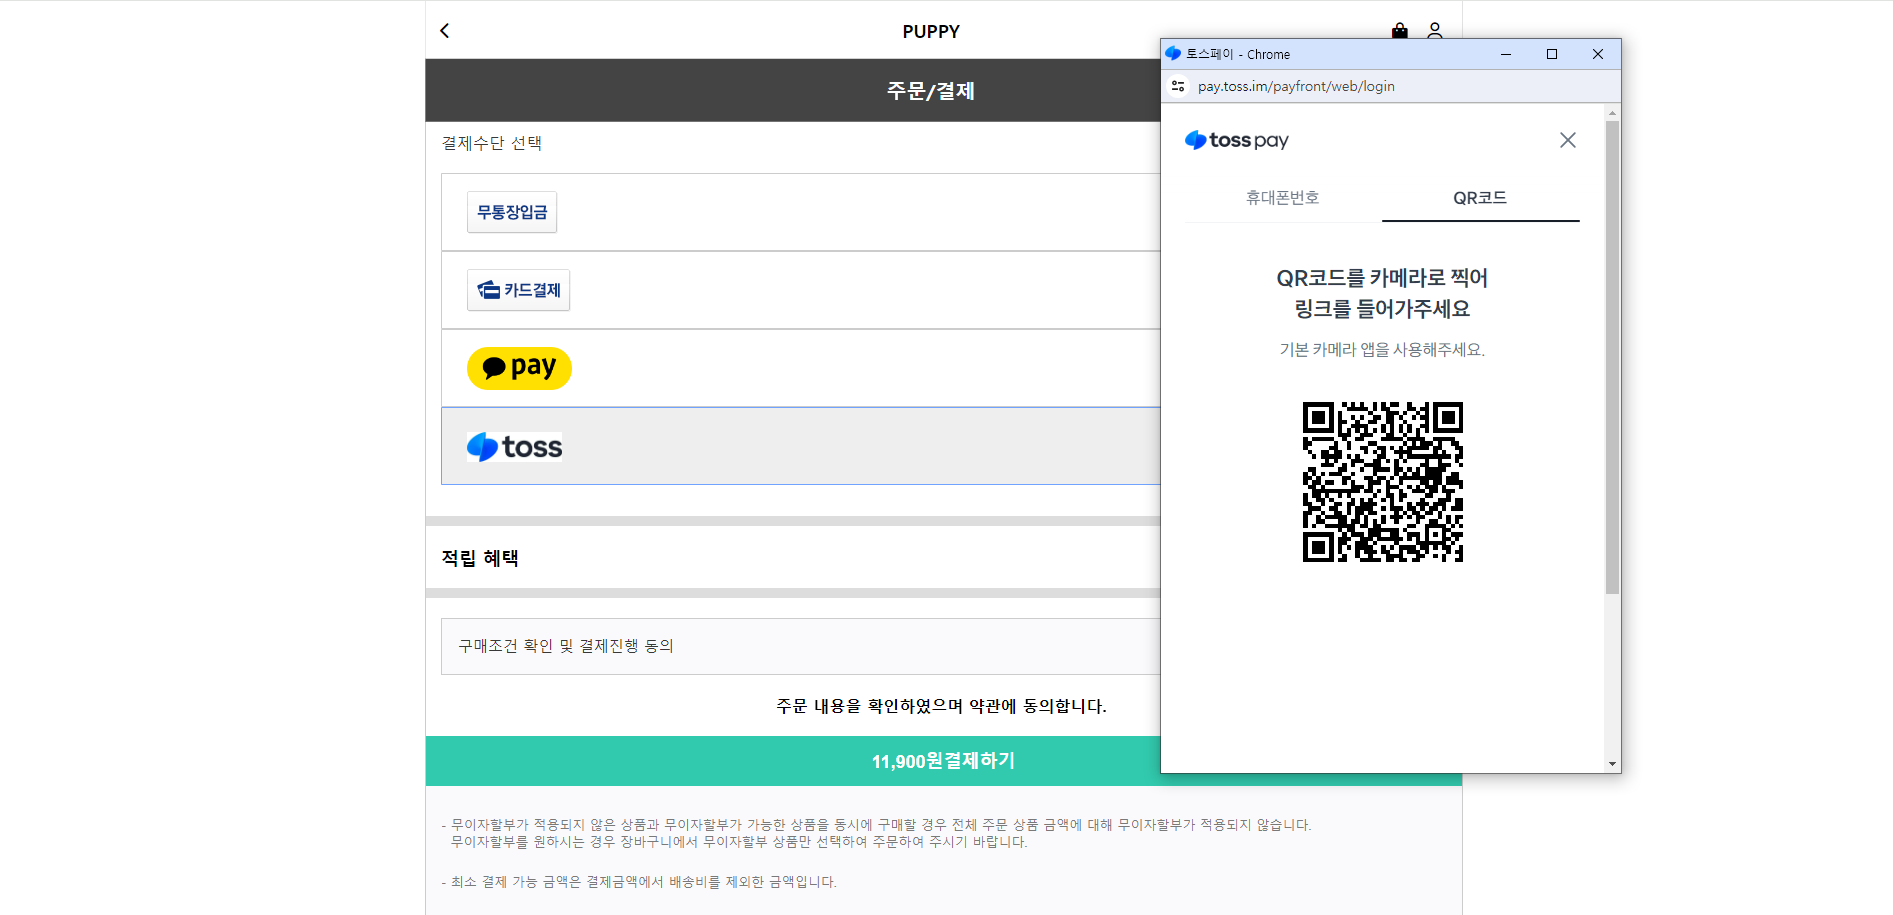 PUPPY
주문/결제
결제수단 선택
무통장입금
카드결제
pay
toss
적립 혜택
구매조건 확인 및 결제진행 동의
주문 내용을 확인하였으며 약관에 동의합니다.
11,900원결제하기
- 무이자할부가 적용되지 않은 상품과 무이자할부가 가능한 상품을 동시에 구매할 경우 전체 주문 상품 금액에 대해 무이자할부가 적용되지 않습니다.
무이자할부를 원하시는 경우 장바구니에서 무이자할부 상품만 선택하여 주문하여 주시기 바랍니다.
- 최소 결제 가능 금액은 결제금액에서 배송비를 제외한 금액입니다.
토스페이 - Chrome
pay.toss.im/payfront/web/login
toss pay
휴대폰번호
QR코드
QR코드를 카메라로 찍어
링크를 들어가주세요
기본 카메라 앱을 사용해주세요.